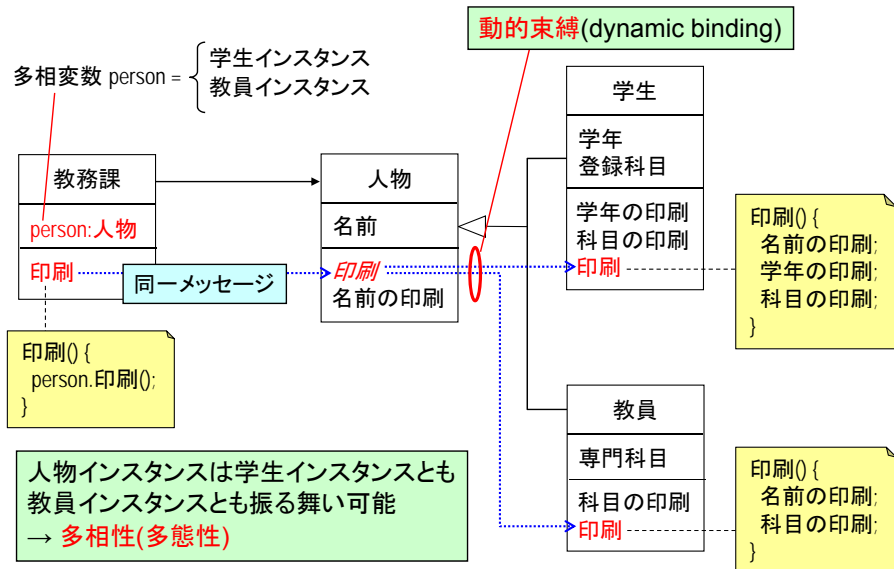 動的束縛(dynamic binding)
多相変数 person =
学生インスタンス
教員インスタンス
教務課
person:人物
印刷
同一メッセージ
印刷() {
person.印刷();
}
人物
名前
印刷
名前の印刷
学生
学年
登録科目
学年の印刷
科目の印刷
印刷
印刷() {
名前の印刷;
学年の印刷;
科目の印刷;
}
教員
専門科目
科目の印刷
印刷
印刷() {
名前の印刷;
科目の印刷;
}
人物インスタンスは学生インスタンスとも
教員インスタンスとも振る舞い可能
→ 多相性(多態性)